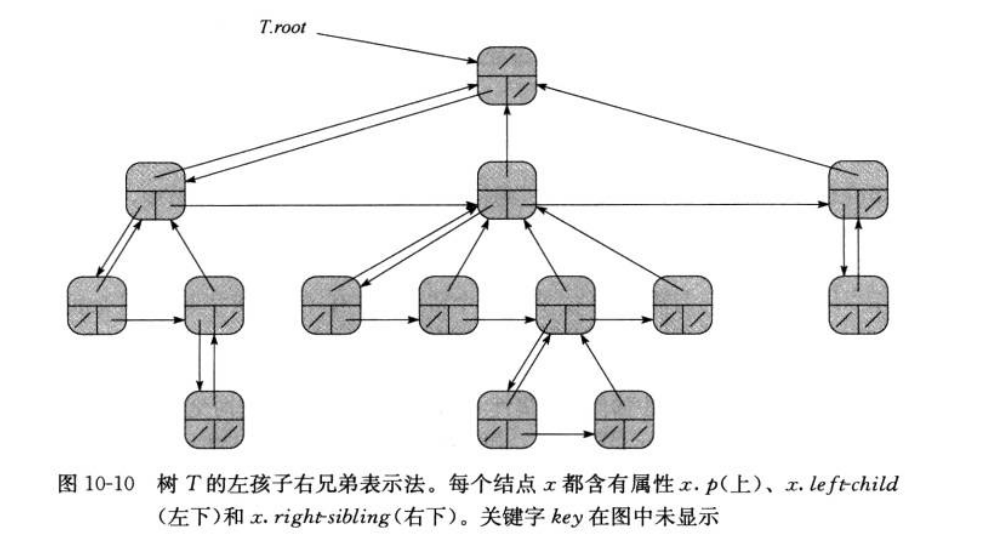 T.root
图 10-10 树 T 的左孩子右兄弟表示法。每个结点 x 都含有属性 x. p(上)、x. left-child
(左下)和 x. right-sibling(右下)。关键字 key 在图中未显示